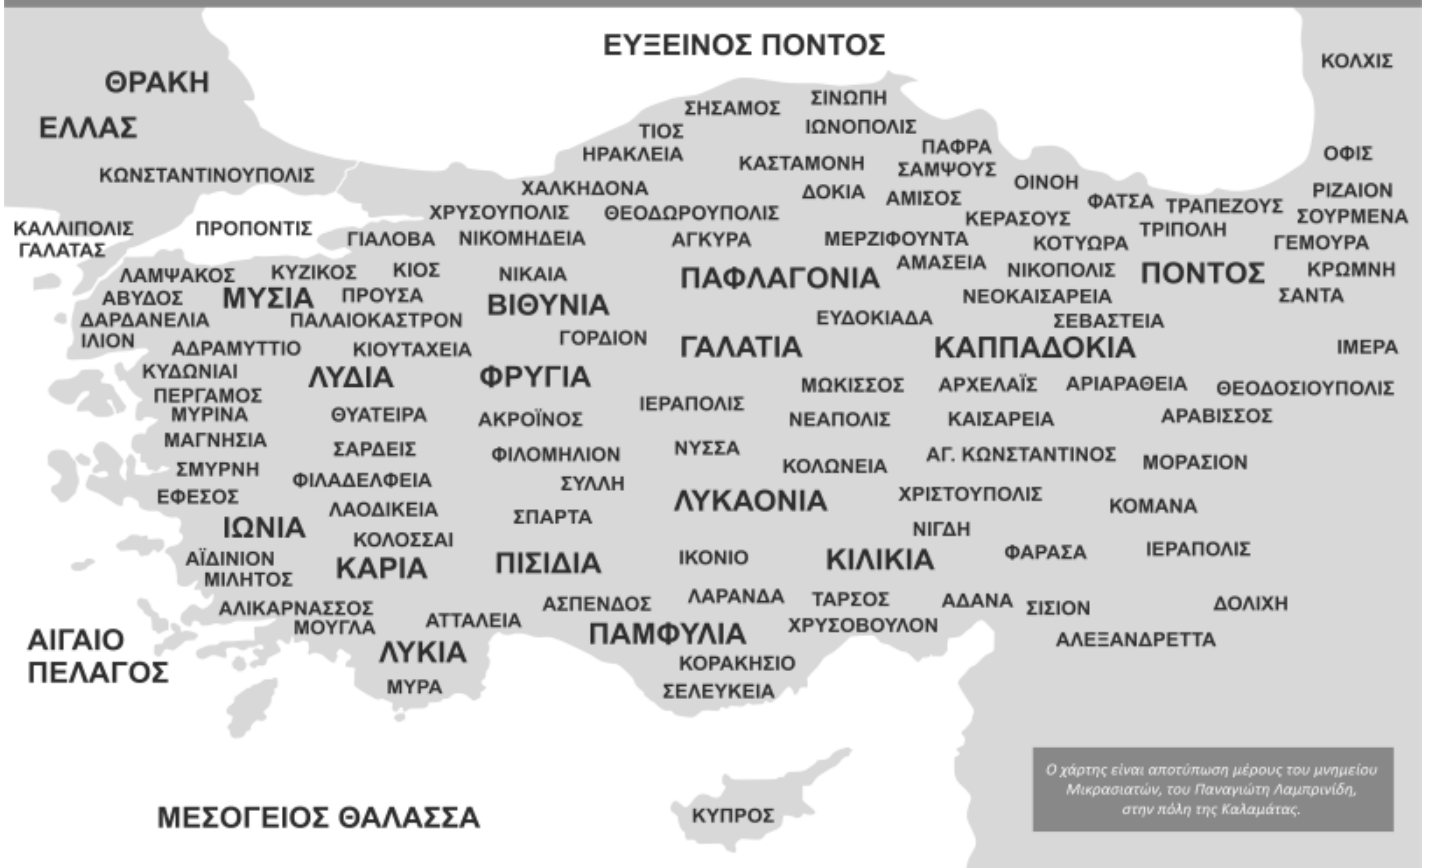 ΕΥΞΕΙΝΟΣ ΠΟΝΤΟΣ
ΚΟΛΧΙΣ
ΘΡΑΚΗ
ΣΙΝΩΠΗ
ΣΗΣΑΜΟΣ
ΕΛΛΑΣ
ΙΩΝΟΠΟΛΙΣ
ΤΙΟΣ
ΠΑΦΡΑ
ΗΡΑΚΛΕΙΑ
ΟΦΙΣ
ΚΑΣΤΑΜΟΝΗ
ΣΑΜΨΟΥΣ
ΚΩΝΣΤΑΝΤΙΝΟΥΠΟΛΙΣ
ΟΙΝΟΗ
ΧΑΛΚΗΔΟΝΑ
ΔΟΚΙΑ
ΡΙΖΑΙΟΝ
ΑΜΙΣΟΣ
ΦΑΤΣΑ
ΤΡΑΠΕΖΟΥΣ
ΧΡΥΣΟΥΠΟΛΙΣ
ΘΕΟΔΩΡΟΥΠΟΛΙΣ
ΚΕΡΑΣΟΥΣ
ΣΟΥΡΜΕΝΑ
ΚΑΛΛΙΠΟΛΙΣ
ΠΡΟΠΟΝΤΙΣ
ΤΡΙΠΟΛΗ
ΓΙΑΛΟΒΑ
ΝΙΚΟΜΗΔΕΙΑ
ΑΓΚΥΡΑ
ΜΕΡΖΙΦΟΥΝΤΑ
ΚΟΤΥΩΡΑ
ΓΕΜΟΥΡΑ
ΓΑΛΑΤΑΣ
ΑΜΑΣΕΙΑ
ΛΑΜΨΑΚΟΣ
ΚΥΖΙΚΟΣ
ΚΙΟΣ
ΝΙΚΑΙΑ
ΠΑΦΛΑΓΟΝΙΑ
ΝΙΚΟΠΟΛΙΣ
ΠΟΝΤΟΣ
ΚΡΩΜΝΗ
ΑΒΥΔΟΣ
ΜΥΣΙΑ
ΠΡΟΥΣΑ
ΒΙΘΥΝΙΑ
ΝΕΟΚΑΙΣΑΡΕΙΑ
ΣΑΝΤΑ
ΔΑΡΔΑΝΕΛΙΑ
ΠΑΛΑΙΟΚΑΣΤΡΟΝ
ΕΥΔΟΚΙΑΔΑ
ΣΕΒΑΣΤΕΙΑ
ΙΛΙΟΝ
ΓΟΡΔΙΟΝ
ΑΔΡΑΜΥΤΤΙΟ
ΚΙΟΥΤΑΧΕΙΑ
ΓΑΛΑΤΙΑ
ΚΑΠΠΑΔΟΚΙΑ
ΙΜΕΡΑ
ΚΥΔΩΝΙΑΙ
ΛΥΔΙΑ
ΦΡΥΓΙΑ
ΜΩΚΙΣΣΟΣ
ΑΡΧΕΛΑΪΣ
ΑΡΙΑΡΑΘΕΙΑ
ΘΕΟΔΟΣΙΟΥΠΟΛΙΣ
ΠΕΡΓΑΜΟΣ
ΙΕΡΑΠΟΛΙΣ
ΜΥΡΙΝΑ
ΘΥΑΤΕΙΡΑ
ΑΚΡΟΪΝΟΣ
ΝΕΑΠΟΛΙΣ
ΚΑΙΣΑΡΕΙΑ
ΑΡΑΒΙΣΣΟΣ
ΜΑΓΝΗΣΙΑ
ΣΑΡΔΕΙΣ
ΦΙΛΟΜΗΛΙΟΝ
ΝΥΣΣΑ
ΑΓ. ΚΩΝΣΤΑΝΤΙΝΟΣ
ΜΟΡΑΣΙΟΝ
ΣΜΥΡΝΗ
ΚΟΛΩΝΕΙΑ
ΦΙΛΑΔΕΛΦΕΙΑ
ΣΥΛΛΗ
ΕΦΕΣΟΣ
ΛΥΚΑΟΝΙΑ
ΧΡΙΣΤΟΥΠΟΛΙΣ
ΚΟΜΑΝΑ
ΛΑΟΔΙΚΕΙΑ
ΣΠΑΡΤΑ
ΙΩΝΙΑ
ΝΙΓΔΗ
ΚΟΛΟΣΣΑΙ
ΦΑΡΑΣΑ
ΙΕΡΑΠΟΛΙΣ
ΑΪΔΙΝΙΟΝ
ΚΑΡΙΑ
ΠΙΣΙΔΙΑ
ΙΚΟΝΙΟ
ΚΙΛΙΚΙΑ
ΜΙΛΗΤΟΣ
ΛΑΡΑΝΔΑ
ΤΑΡΣΟΣ
ΑΔΑΝΑ
ΣΙΣΙΟΝ
ΔΟΛΙΧΗ
ΑΛΙΚΑΡΝΑΣΣΟΣ
ΑΣΠΕΝΔΟΣ
ΑΤΤΑΛΕΙΑ
ΜΟΥΓΛΑ
ΠΑΜΦΥΛΙΑ
ΧΡΥΣΟΒΟΥΛΟΝ
ΑΛΕΞΑΝΔΡΕΤΤΑ
ΑΙΓΑΙΟ
ΠΕΛΑΓΟΣ
ΛΥΚΙΑ
ΚΟΡΑΚΗΣΙΟ
ΜΥΡΑ
ΣΕΛΕΥΚΕΙΑ
ΜΕΣΟΓΕΙΟΣ ΘΑΛΑΣΣΑ
ΚΥΠΡΟΣ
Ο χάρτης είναι αποτύπωση μέρους του μνημείου
Μικρασιατών, του Παναγιώτη Λαμπρινίδη,
στην πόλη της Καλαμάτας.